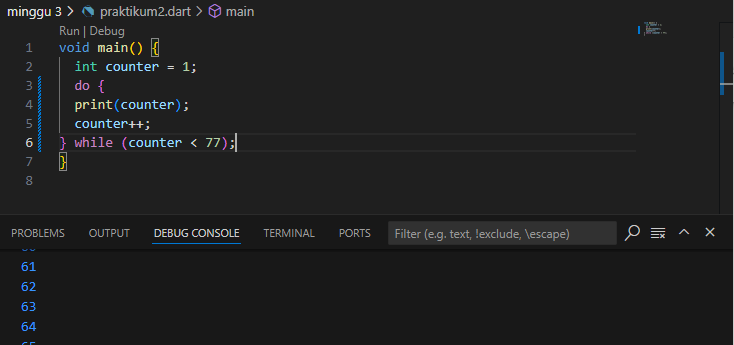 minggu 3 > praktikum2.dart > main
Run | Debug
1 void main() {
2 int counter = 1;
3 do {
4 print(counter);
5 counter++;
6 } while (counter < 77);
7 }
8
PROBLEMS OUTPUT DEBUG CONSOLE TERMINAL PORTS Filter (e.g. text, !exclude, \escape)
61
62
63
64